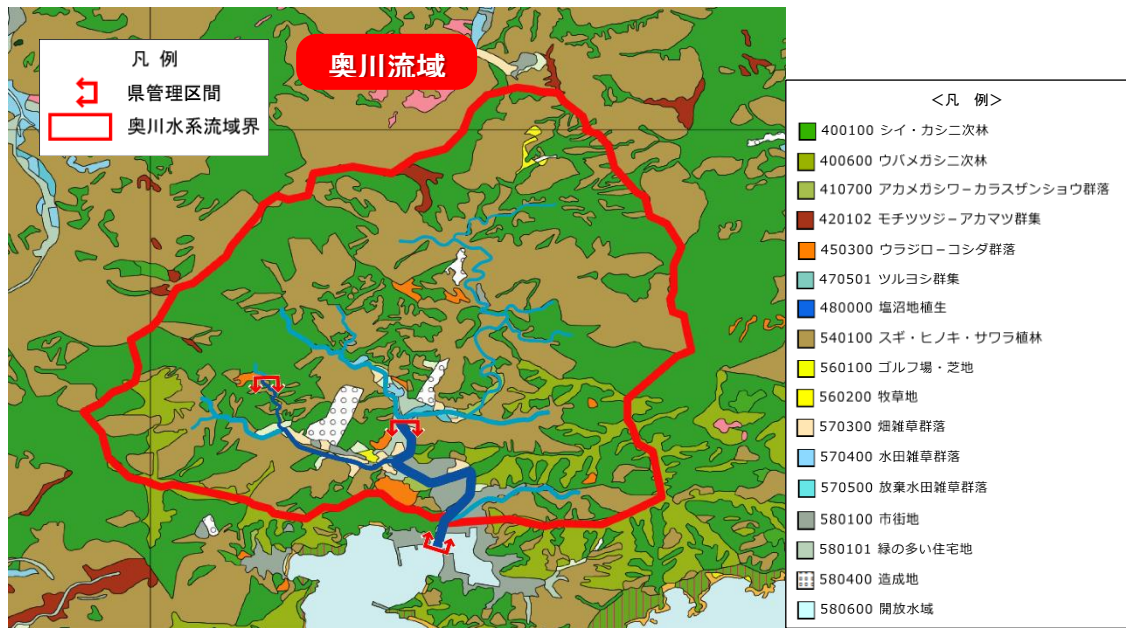 凡 例
県管理区間
奥川水系流域界
奥川流域
＜凡 例＞
400100 シイ・カシ二次林
400600 ウバメガシ二次林
410700 アカメガシワ－カラスザンショウ群落
420102 モチツツジ－アカマツ群集
450300 ウラジロ－コシダ群落
470501 ツルヨシ群集
480000 塩沼地植生
540100 スギ・ヒノキ・サワラ植林
560100 ゴルフ場・芝地
560200 牧草地
570300 畑雑草群落
570400 水田雑草群落
570500 放棄水田雑草群落
580100 市街地
580101 緑の多い住宅地
580400 造成地
580600 開放水域